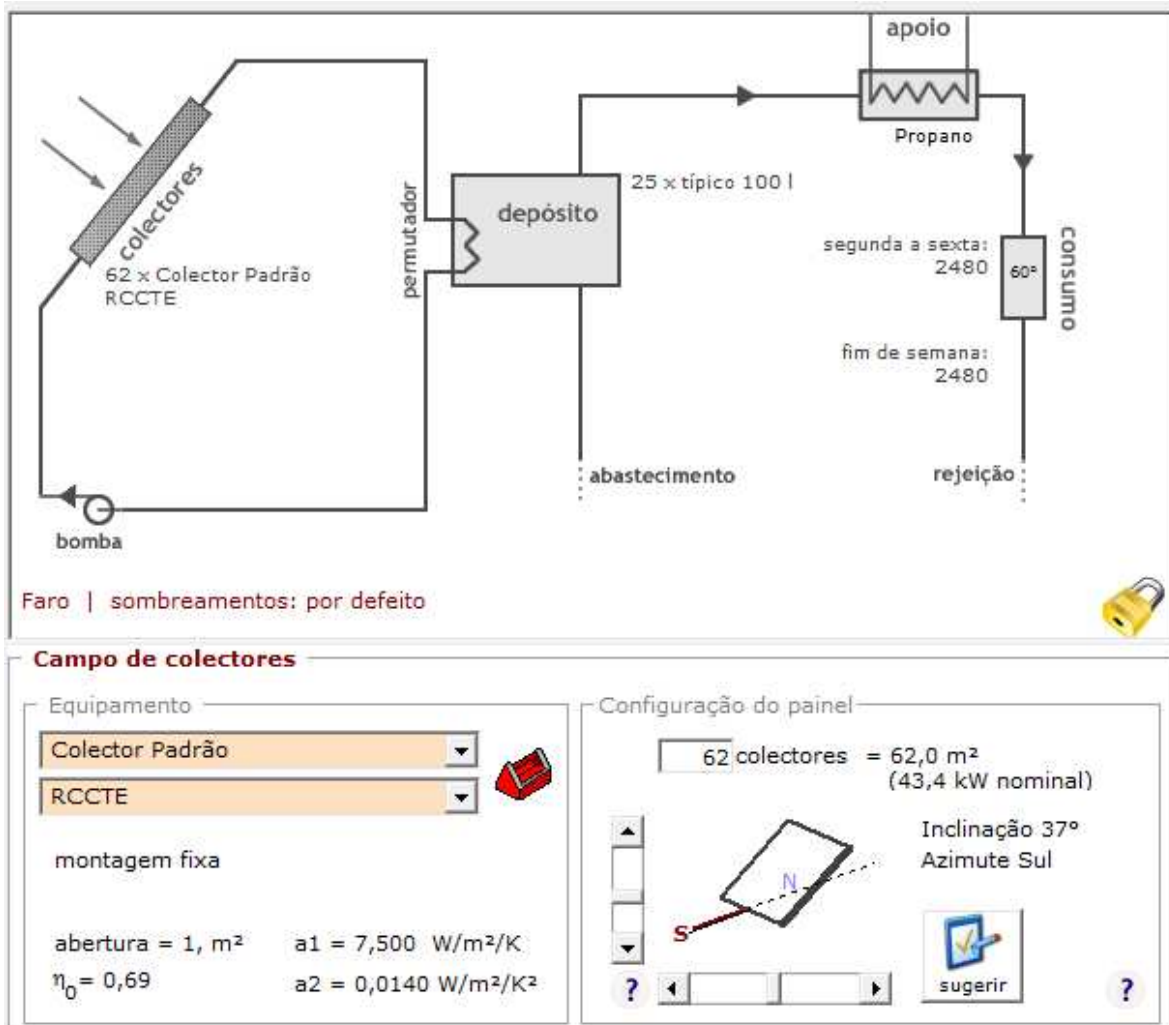 apoio
Propano
colectores
62 x Colector Padrão
RCCTE
permutador
depósito
25 x típico 100 l
segunda a sexta:
2480
60º
consumo
fim de semana:
2480
abastecimento
rejeição
bomba
Faro | sombreamentos: por defeito
Campo de colectores
Equipamento
Colector Padrão
RCCTE
montagem fixa
abertura = 1, m² a1 = 7,500 W/m²/K
η0= 0,69 a2 = 0,0140 W/m²/K²
Configuração do painel
62 colectores = 62,0 m²
(43,4 kW nominal)
Inclinação 37º
Azimute Sul
N
S
sugerir
? ?